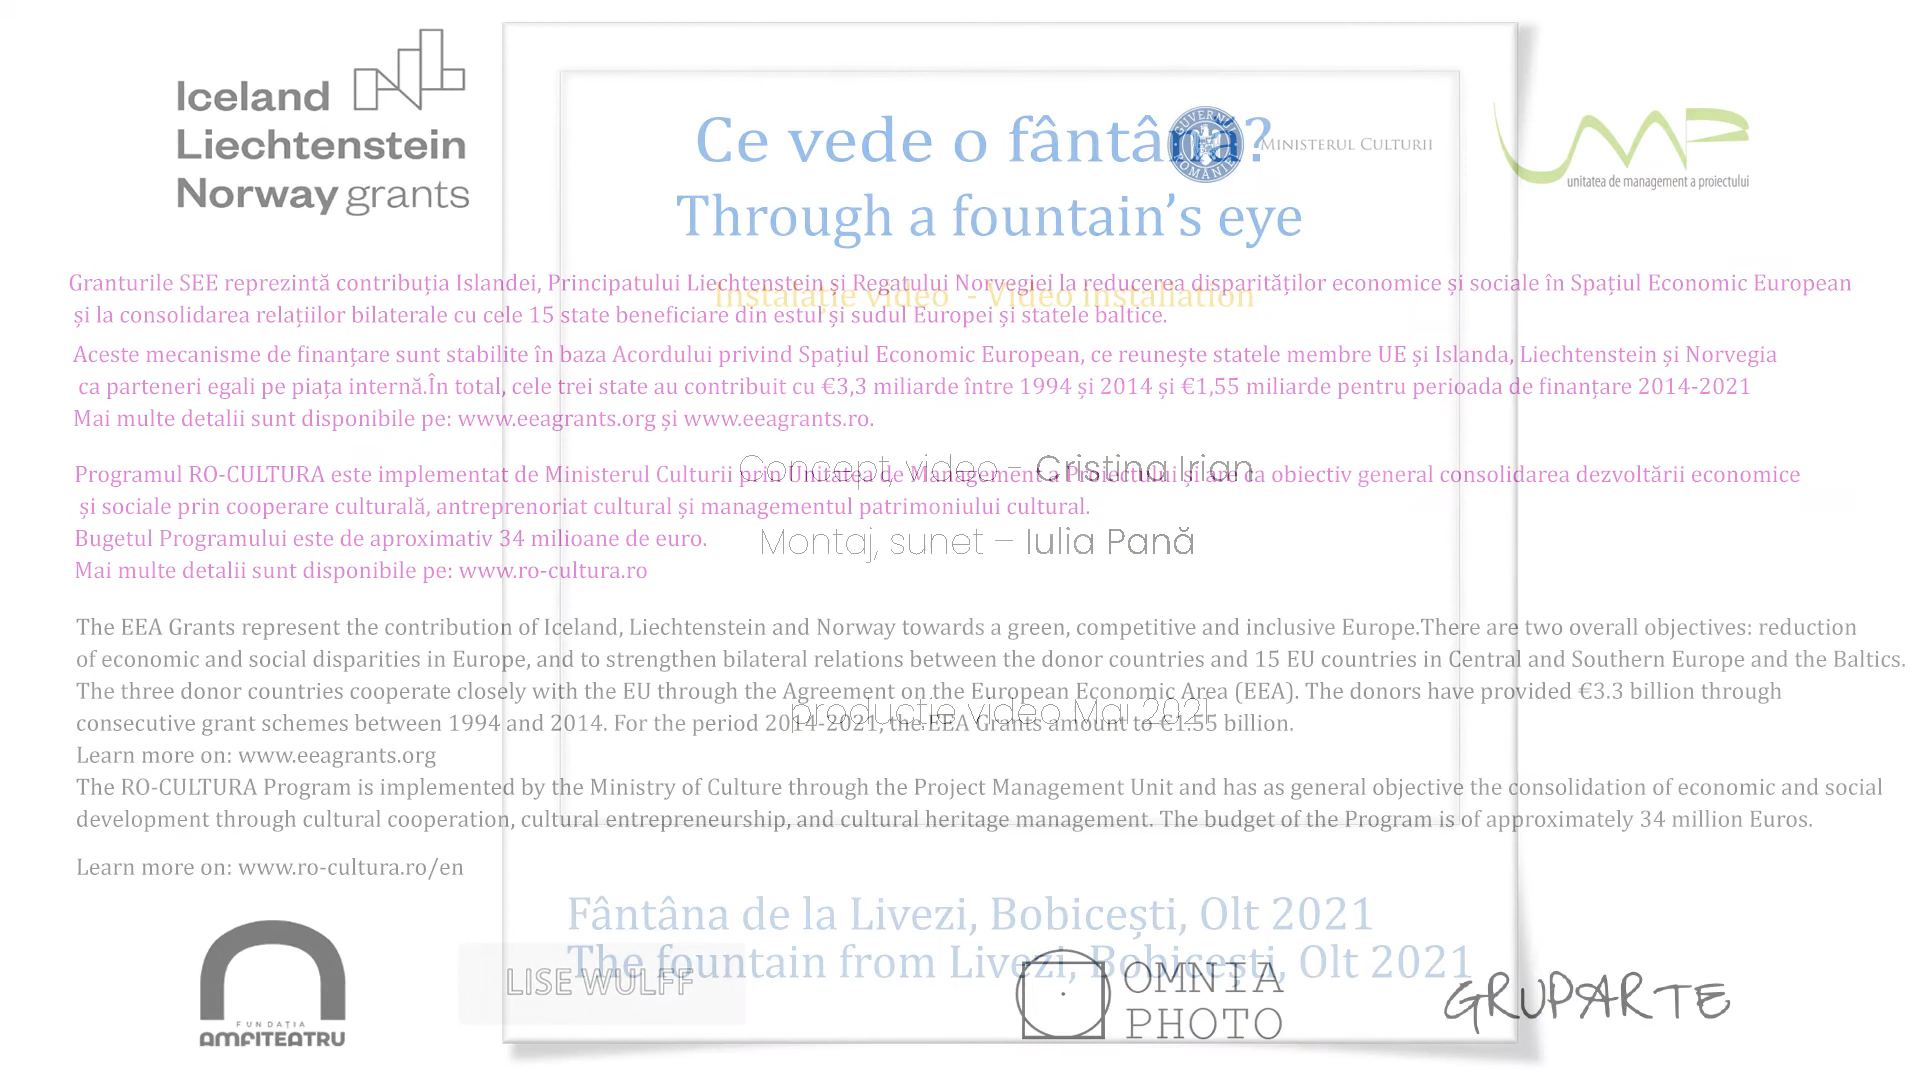 Iceland
Liechtenstein
Norway grants
GUVERNUL ROMÂNIEI
MINISTERUL CULTURII
UMP
unitatea de management a proiectului
Ce vede o fântână?
Through a fountain's eye
Instalație video - Video installation
Granturile SEE reprezintă contribuția Islandei, Principatului Liechtenstein și Regatului Norvegiei la reducerea disparităților economice și sociale în Spațiul Economic European
și la consolidarea relațiilor bilaterale cu cele 15 state beneficiare din estul și sudul Europei și statele baltice.
Aceste mecanisme de finanțare sunt stabilite în baza Acordului privind Spațiul Economic European, ce reunește statele membre UE și Islanda, Liechtenstein și Norvegia
ca parteneri egali pe piața internă.În total, cele trei state au contribuit cu €3,3 miliarde între 1994 și 2014 și €1,55 miliarde pentru perioada de finanțare 2014-2021
Mai multe detalii sunt disponibile pe: www.eeagrants.org și www.eeagrants.ro.
Concept, video - Cristina Irian
Programul RO-CULTURA este implementat de Ministerul Culturii prin Unitatea de Management a Proiectului și are ca obiectiv general consolidarea dezvoltării economice
și sociale prin cooperare culturală, antreprenoriat cultural și managementul patrimoniului cultural.
Bugetul Programului este de aproximativ 34 milioane de euro.
Montaj, sunet – Iulia Pană
Mai multe detalii sunt disponibile pe: www.ro-cultura.ro
The EEA Grants represent the contribution of Iceland, Liechtenstein and Norway towards a green, competitive and inclusive Europe.There are two overall objectives: reduction
of economic and social disparities in Europe, and to strengthen bilateral relations between the donor countries and 15 EU countries in Central and Southern Europe and the Baltics.
The three donor countries cooperate closely with the EU through the Agreement on the European Economic Area (EEA). The donors have provided €3.3 billion through
consecutive grant schemes between 1994 and 2014. For the period 2014-2021, the EEA Grants amount to €1.55 billion.
producție video Mai 2021
Learn more on: www.eeagrants.org
The RO-CULTURA Program is implemented by the Ministry of Culture through the Project Management Unit and has as general objective the consolidation of economic and social
development through cultural cooperation, cultural entrepreneurship, and cultural heritage management. The budget of the Program is of approximately 34 million Euros.
Learn more on: www.ro-cultura.ro/en
Fântâna de la Livezi, Bobicești, Olt 2021
The fountain from Livezi, Bobicești, Olt 2021
FUNDAȚIA
AMFITEATRU
LISE WULFF
OMNIA
PHOTO
GRUPARTE